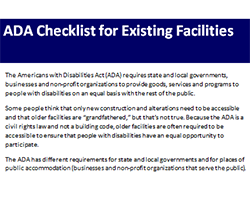 ADA Checklist for Existing Facilities
The Americans with Disabilities Act (ADA) requires state and local governments,
businesses and non-profit organizations to provide goods, services and programs to
people with disabilities on an equal basis with the rest of the public.
Some people think that only new construction and alterations need to be accessible
and that older facilities are “grandfathered,” but that’s not true. Because the ADA is a
civil rights law and not a building code, older facilities are often required to be
accessible to ensure that people with disabilities have an equal opportunity to
participate.
The ADA has different requirements for state and local governments and for places of
public accommodation (businesses and non-profit organizations that serve the public).